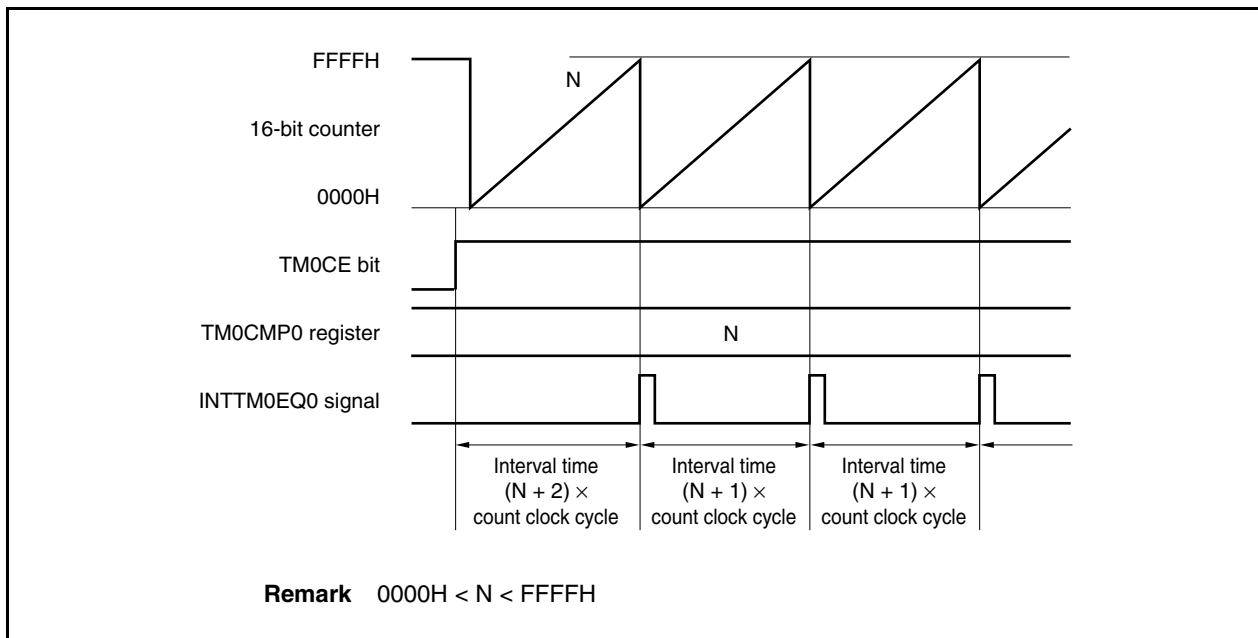 FFFFH
N
16-bit counter
0000H
TM0CE bit
TM0CMP0 register
N
INTTM0EQ0 signal
Interval time
(N + 2) ×
count clock cycle
Interval time
(N + 1) ×
count clock cycle
Interval time
(N + 1) ×
count clock cycle
Remark 0000H < N < FFFFH